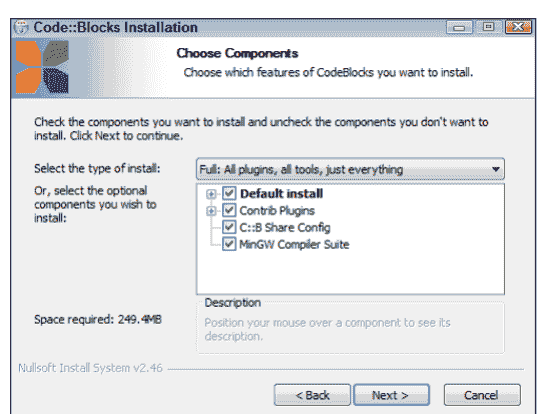 Code::Blocks Installation
Choose Components
Choose which features of CodeBlocks you want to install.
Check the components you want to install and uncheck the components you don't want to
install. Click Next to continue.
Select the type of install:
Full: All plugins, all tools, just everything
Or, select the optional
components you wish to
install:
Default install
Contrib Plugins
C::B Share Config
MinGW Compiler Suite
Space required: 249.4MB
Description
Position your mouse over a component to see its
description.
Nullsoft Install System v2.46
< Back
Next >
Cancel